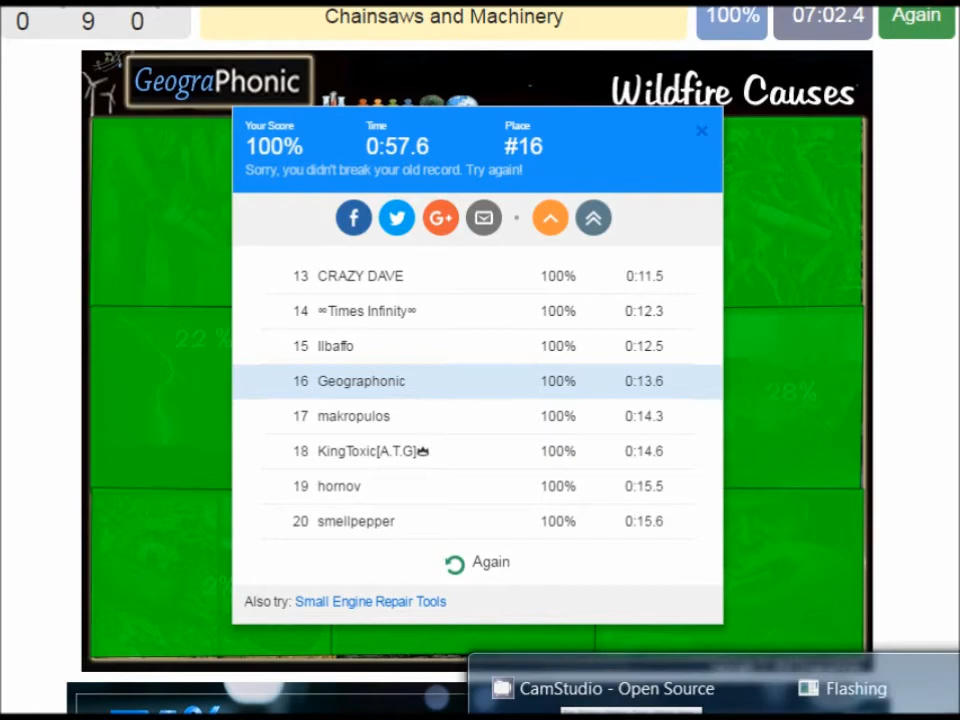 0 9 0 Chainsaws and Machinery 100% 07:02.4 Again
GeograPhonic
Wildfire Causes
Your Score Time Place
100% 0:57.6 #16
Sorry, you didn't break your old record. Try again!
f G+
13 CRAZY DAVE 100% 0:11.5
14 ∞Times Infinity∞ 100% 0:12.3
15 Ilbaffo 100% 0:12.5
16 Geographonic 100% 0:13.6
17 makropulos 100% 0:14.3
18 KingToxic[A.T.G] 100% 0:14.6
19 hornov 100% 0:15.5
20 smellpepper 100% 0:15.6
22 %
28%
Again
Also try: Small Engine Repair Tools
CamStudio - Open Source Flashing